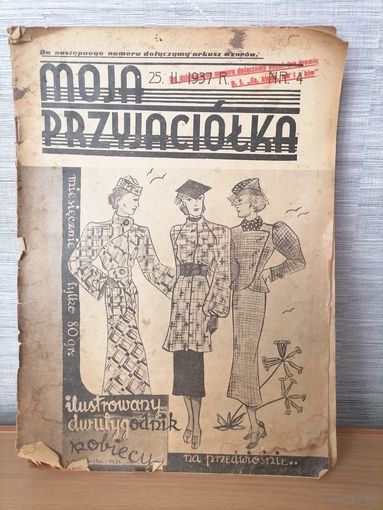 Do następnego numeru dołączymy arkusz wzorów.
MOJA
25. II. 1937 R.
NR. 4
PRZYJACIÓŁKA
miesięcznie tylko 80 gr.
ilustrowany
dwutygodnik
kobiecy
na przedwiośnie..